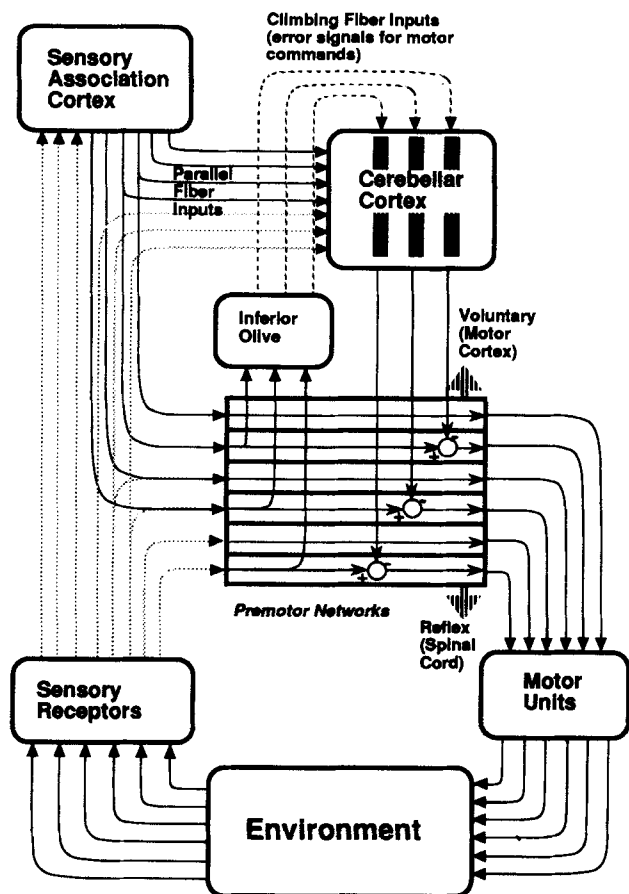 Climbing Fiber Inputs
(error signals for motor
commands)
Sensory
Association
Cortex
Parallel
Fiber
Inputs
Cerebellar
Cortex
Inferior
Olive
Voluntary
(Motor
Cortex)
+
-
+
-
+
-
Premotor Networks
Reflex
(Spinal
Cord)
Sensory
Receptors
Motor
Units
Environment